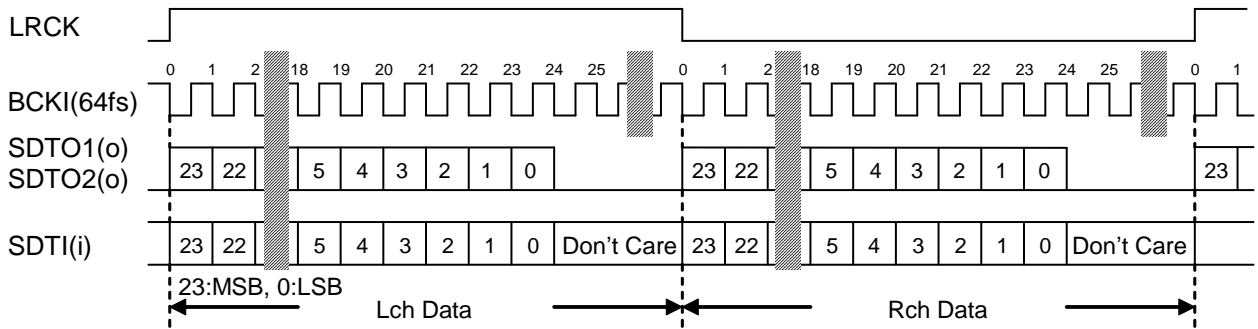 LRCK
0 1 2 18 19 20 21 22 23 24 25 0 1 2 18 19 20 21 22 23 24 25 0 1
BCKI(64fs)
SDTO1(o)
SDTO2(o)
23 22 5 4 3 2 1 0 23 22 5 4 3 2 1 0 23
SDTI(i)
23 22 5 4 3 2 1 0 Don't Care 23 22 5 4 3 2 1 0 Don't Care
23:MSB, 0:LSB
Lch Data
Rch Data